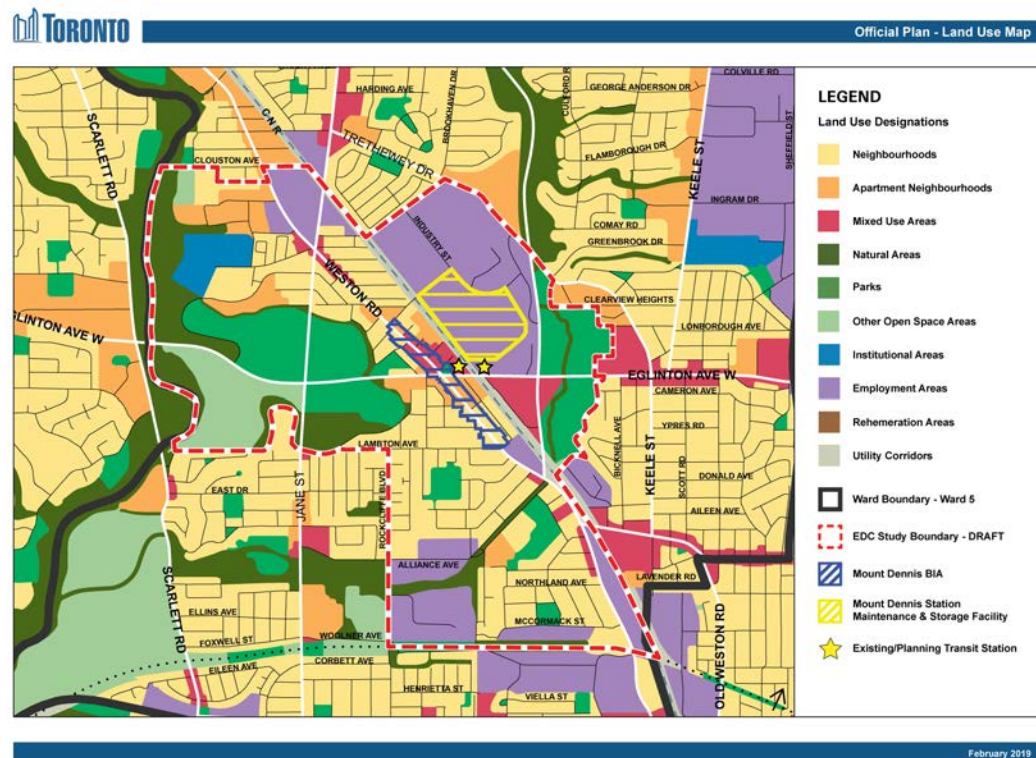 TORONTO
Official Plan - Land Use Map
COLVILLE RD
HARDING AVE
BROOKHAVEN DR
GEORGE ANDERSON DR
SHEFFIELD ST
C N R
SCARLETT RD
TRETHEWEY DR
FLAMBOROUGH DR
KEELE ST
CLOUSTON AVE
INGRAM DR
INDUSTRY ST
COMAY RD
GREENBROOK DR
WESTON RD
CLEARVIEW HEIGHTS
LONBOROUGH AVE
GLINTON AVE W
EGLINTON AVE W
CAMERON AVE
YPRES RD
LAMBTON AVE
BICKNELL AVE
KEELE ST
SCOTT RD
DONALD AVE
EAST DR
JANE ST
ROCKCLIFFE BLVD
AILEEN AVE
ALLIANCE AVE
SCARLETT RD
NORTHLAND AVE
LAVENDER RD
ELLINS AVE
MCCORMACK ST
FOXWELL ST
WOOLNER AVE
EILEEN AVE
CORBETT AVE
OLD WESTON RD
HENRIETTA ST
VIELLA ST
LEGEND
Land Use Designations
Neighbourhoods
Apartment Neighbourhoods
Mixed Use Areas
Natural Areas
Parks
Other Open Space Areas
Institutional Areas
Employment Areas
Rehemeration Areas
Utility Corridors
Ward Boundary - Ward 5
EDC Study Boundary - DRAFT
Mount Dennis BIA
Mount Dennis Station
Maintenance & Storage Facility
Existing/Planning Transit Station
February 2019